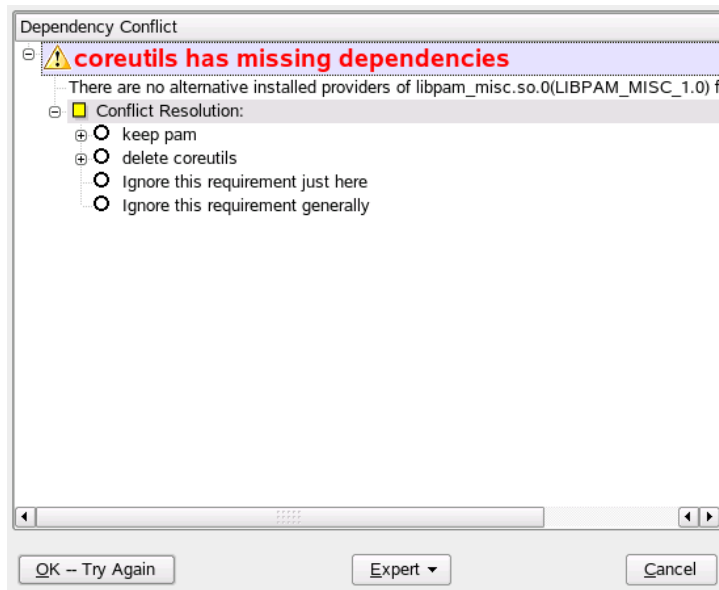 Dependency Conflict
coreutils has missing dependencies
There are no alternative installed providers of libpam_misc.so.0(LIBPAM_MISC_1.0) f
Conflict Resolution:
keep pam
delete coreutils
Ignore this requirement just here
Ignore this requirement generally
OK -- Try Again Expert Cancel